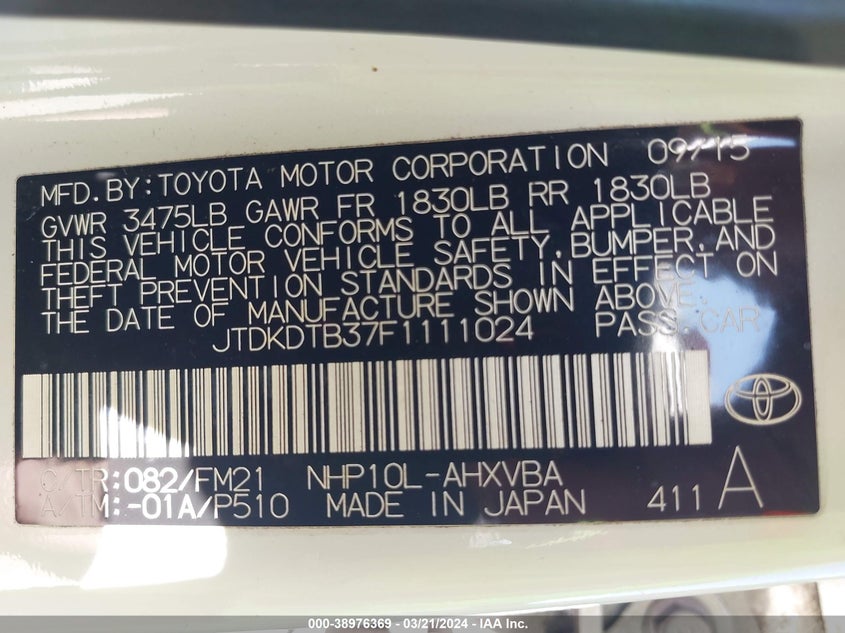 MFD.BY:TOYOTA MOTOR CORPORATION 09/15
GVWR 3475LB GAWR FR 1830LB RR 1830LB
THIS VEHICLE CONFORMS TO ALL APPLICABLE
FEDERAL MOTOR VEHICLE SAFETY,BUMPER,AND
THEFT PREVENTION STANDARDS IN EFFECT ON
THE DATE OF MANUFACTURE SHOWN ABOVE.
JTDKDTB37F1111024 PASS.CAR
C/TR:082/FM21 NHP10L-AHXVBA
A/TM:-01A/P510 MADE IN JAPAN 411 A
000-38976369 - 03/21/2024 - IAA Inc.